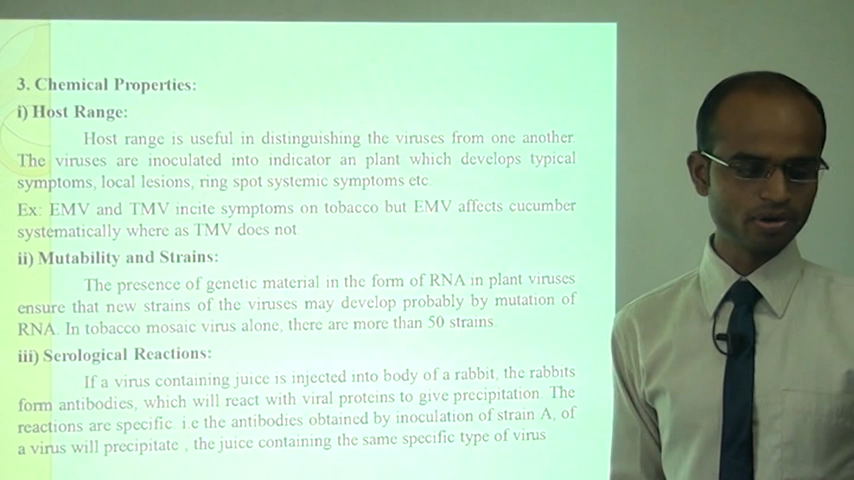 3. Chemical Properties:
i) Host Range:
Host range is useful in distinguishing the viruses from one another.
The viruses are inoculated into indicator an plant which develops typical
symptoms, local lesions, ring spot systemic symptoms etc
Ex: EMV and TMV incite symptoms on tobacco but EMV affects cucumber
systematically where as TMV does not
ii) Mutability and Strains:
The presence of genetic material in the form of RNA in plant viruses
ensure that new strains of the viruses may develop probably by mutation of
RNA. In tobacco mosaic virus alone, there are more than 50 strains.
iii) Serological Reactions:
If a virus containing juice is injected into body of a rabbit, the rabbits
form antibodies, which will react with viral proteins to give precipitation. The
reactions are specific. i.e the antibodies obtained by inoculation of strain A, of
a virus will precipitate , the juice containing the same specific type of virus